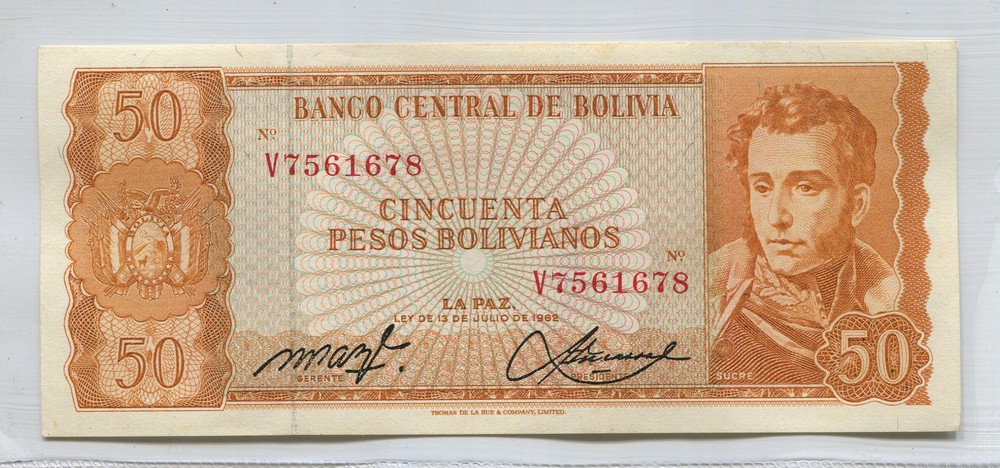 50
BANCO CENTRAL DE BOLIVIA
Nº
V7561678
CINCUENTA
PESOS BOLIVIANOS
Nº
V7561678
LA PAZ.
LEY DE 13 DE JULIO DE 1962
50
GERENTE
PRESIDENTE
SUCRE
50
THOMAS DE LA RUE & COMPANY, LIMITED.